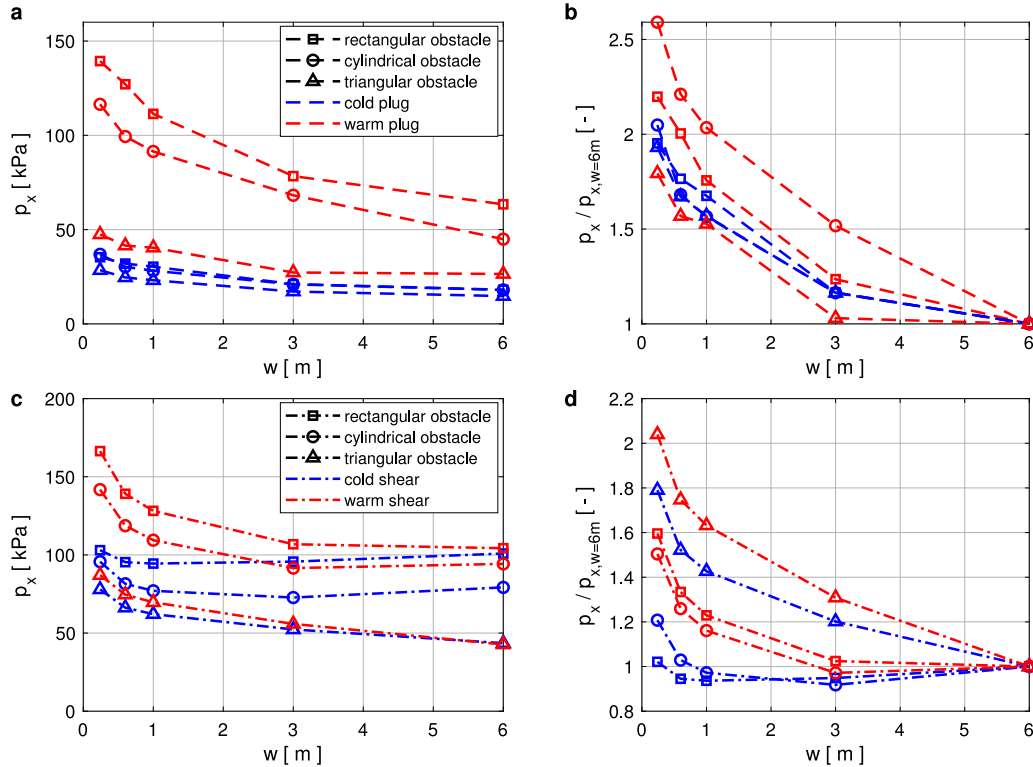 a
150
100
50
0
p_x [ kPa]
0 1 2 3 4 5 6
w [ m]
rectangular obstacle
cylindrical obstacle
triangular obstacle
cold plug
warm plug
b
2.5
2
1.5
1
p_x / p_x,w=6m [ - ]
0 1 2 3 4 5 6
w [ m]
c
200
150
100
50
0
p_x [ kPa]
0 1 2 3 4 5 6
w [ m]
rectangular obstacle
cylindrical obstacle
triangular obstacle
cold shear
warm shear
d
2.2
2
1.8
1.6
1.4
1.2
1
0.8
p_x / p_x,w=6m [ - ]
0 1 2 3 4 5 6
w [ m]